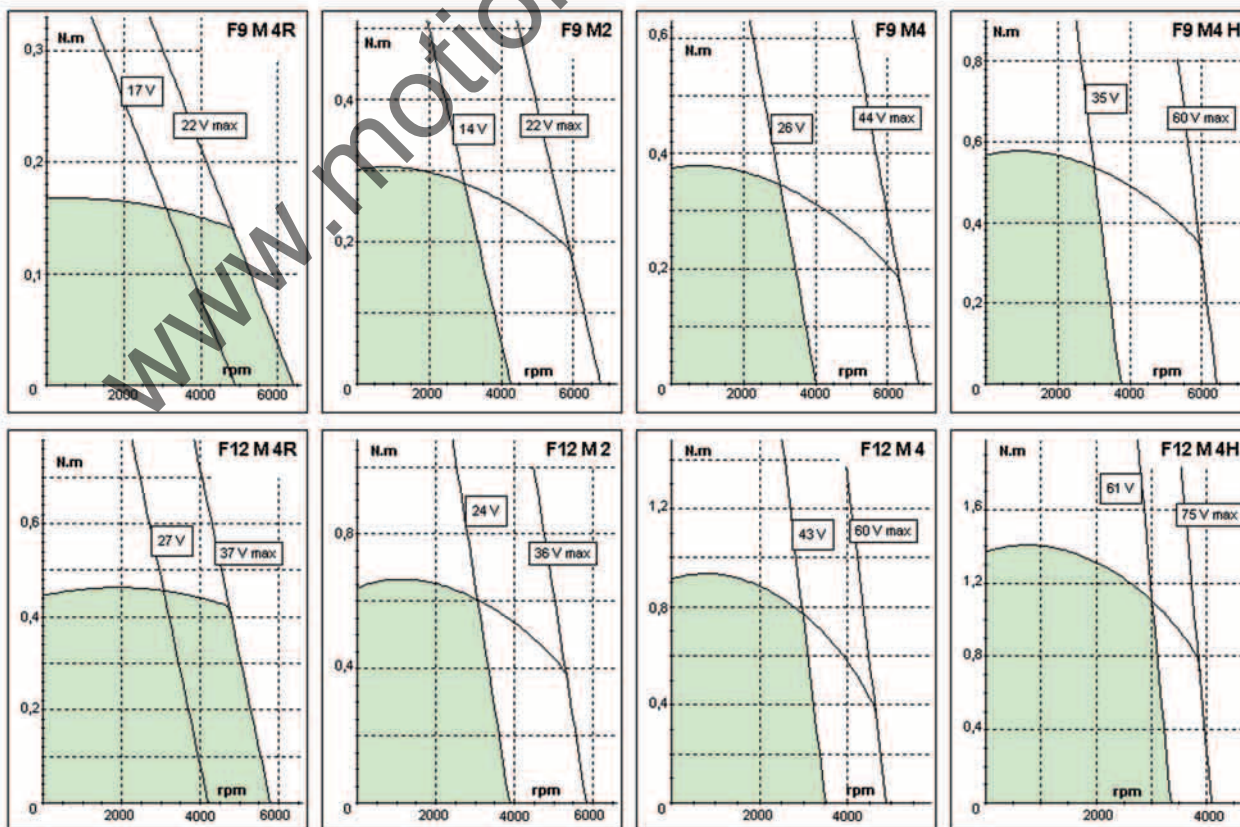 F9 M 4R
N.m
0,3
17 V
22 V max
0,2
0,1
rpm
0
2000 4000 6000
F9 M2
N.m
0,4
14 V
22 V max
0,2
rpm
0
2000 4000 6000
F9 M4
0,6
N.m
26 V
44 V max
0,4
0,2
rpm
0
2000 4000 6000
F9 M4 H
N.m
0,8
35 V
60 V max
0,6
0,4
0,2
rpm
0
2000 4000 6000
F12 M 4R
N.m
0,6
27 V
37 V max
0,4
0,2
rpm
0
2000 4000 6000
F12 M 2
N.m
24 V
0,8
36 V max
0,4
rpm
0
2000 4000 6000
F12 M 4
N.m
1,2
43 V
60 V max
0,8
0,4
rpm
0
2000 4000
F12 M 4H
N.m
61 V
1,6
75 V max
1,2
0,8
0,4
rpm
0
2000 4000
www.motio